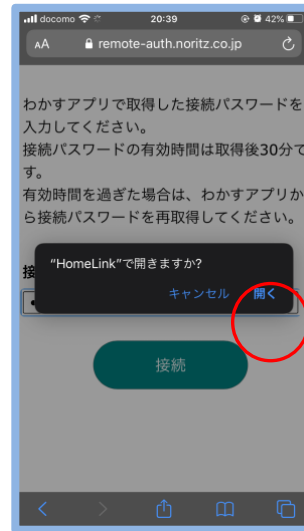 docomo 20:39 42%
AA remote-auth.noritz.co.jp
わかすアプリで取得した接続パスワードを
入力してください。
接続パスワードの有効時間は取得後30分で
す。
有効時間を過ぎた場合は、わかすアプリか
ら接続パスワードを再取得してください。
接
"HomeLink"で開きますか?
キャンセル 開く
接続